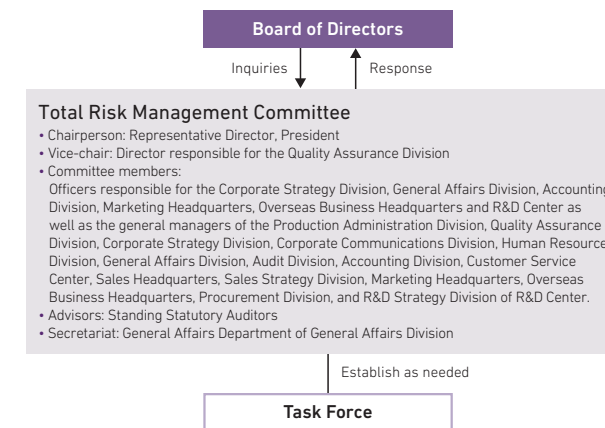 Board of Directors
Inquiries
Response
Total Risk Management Committee
• Chairperson: Representative Director, President
• Vice-chair: Director responsible for the Quality Assurance Division
• Committee members:
Officers responsible for the Corporate Strategy Division, General Affairs Division, Accounting
Division, Marketing Headquarters, Overseas Business Headquarters and R&D Center as
well as the general managers of the Production Administration Division, Quality Assurance
Division, Corporate Strategy Division, Corporate Communications Division, Human Resource
Division, General Affairs Division, Audit Division, Accounting Division, Customer Service
Center, Sales Headquarters, Sales Strategy Division, Marketing Headquarters, Overseas
Business Headquarters, Procurement Division, and R&D Strategy Division of R&D Center.
• Advisors: Standing Statutory Auditors
• Secretariat: General Affairs Department of General Affairs Division
Establish as needed
Task Force